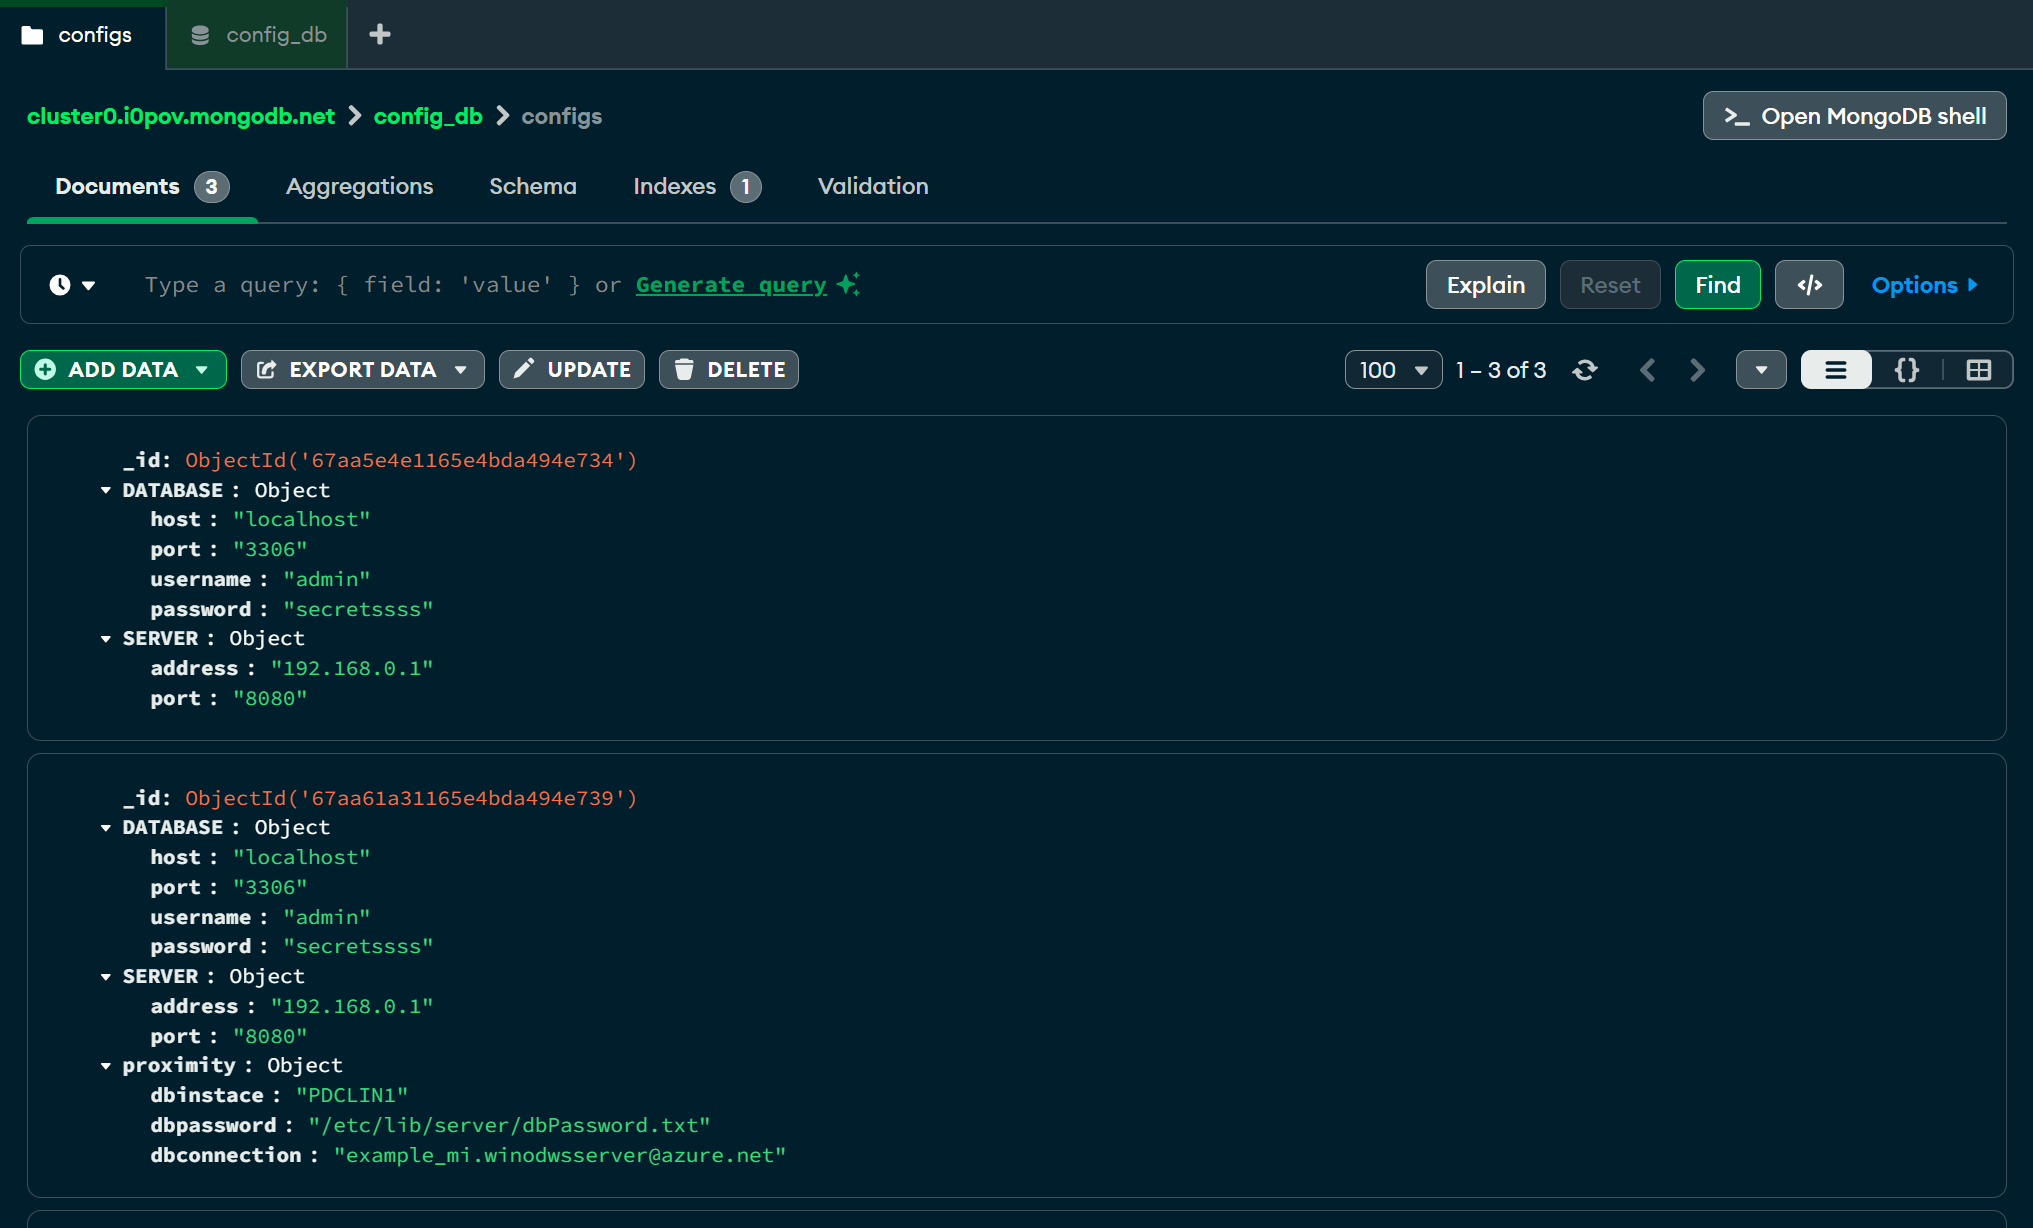 configs
config_db
cluster0.i0pov.mongodb.net > config_db > configs
>_ Open MongoDB shell
Documents 3
Aggregations
Schema
Indexes 1
Validation
Type a query: { field: 'value' } or Generate query
Explain
Reset
Find
</>
Options
ADD DATA
EXPORT DATA
UPDATE
DELETE
100
1 – 3 of 3
{}
_id: ObjectId('67aa5e4e1165e4bda494e734')
DATABASE : Object
host : "localhost"
port : "3306"
username : "admin"
password : "secretssss"
SERVER : Object
address : "192.168.0.1"
port : "8080"
_id: ObjectId('67aa61a31165e4bda494e739')
DATABASE : Object
host : "localhost"
port : "3306"
username : "admin"
password : "secretssss"
SERVER : Object
address : "192.168.0.1"
port : "8080"
proximity : Object
dbinstace : "PDCLIN1"
dbpassword : "/etc/lib/server/dbPassword.txt"
dbconnection : "example_mi.winodwsserver@azure.net"